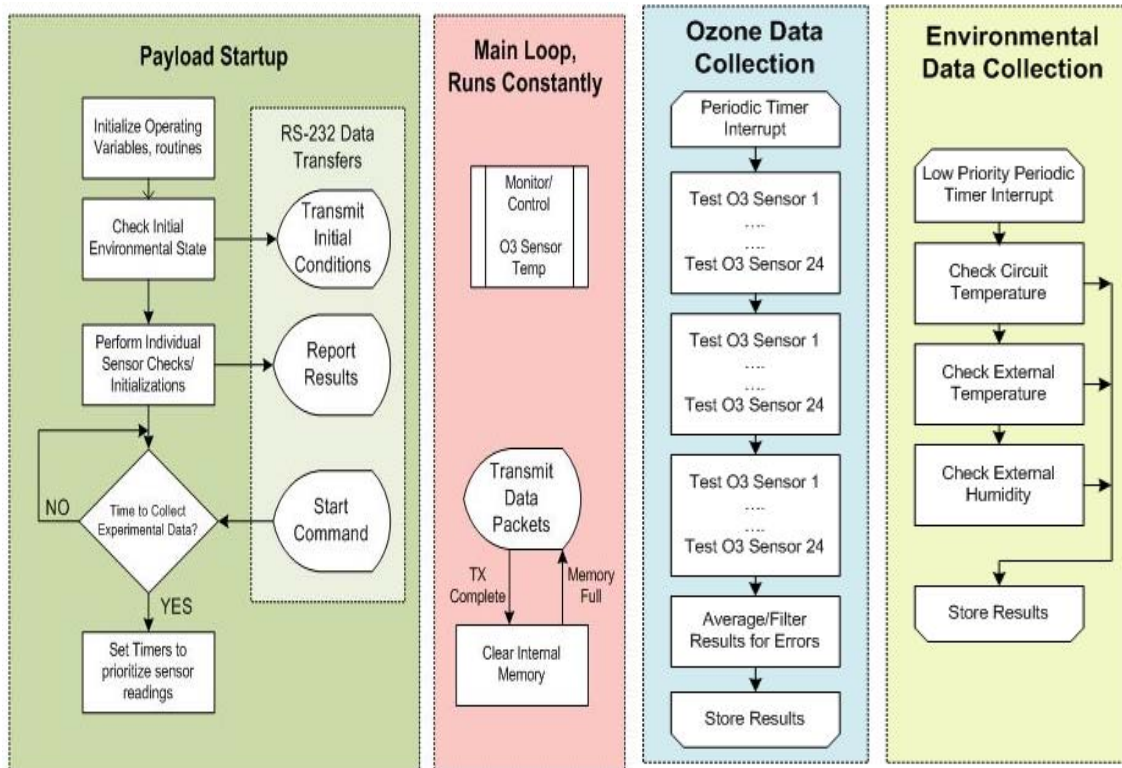 Payload Startup
Initialize Operating
Variables, routines
Check Initial
Environmental State
Perform Individual
Sensor Checks/
Initializations
NO
Time to Collect
Experimental Data?
YES
Set Timers to
prioritize sensor
readings
RS-232 Data
Transfers
Transmit
Initial
Conditions
Report
Results
Start
Command
Main Loop,
Runs Constantly
Monitor/
Control
O3 Sensor
Temp
Transmit
Data
Packets
TX
Complete
Memory
Full
Clear Internal
Memory
Ozone Data
Collection
Periodic Timer
Interrupt
Test O3 Sensor 1
....
....
Test O3 Sensor 24
Test O3 Sensor 1
....
....
Test O3 Sensor 24
Test O3 Sensor 1
....
....
Test O3 Sensor 24
Average/Filter
Results for Errors
Store Results
Environmental
Data Collection
Low Priority Periodic
Timer Interrupt
Check Circuit
Temperature
Check External
Temperature
Check External
Humidity
Store Results